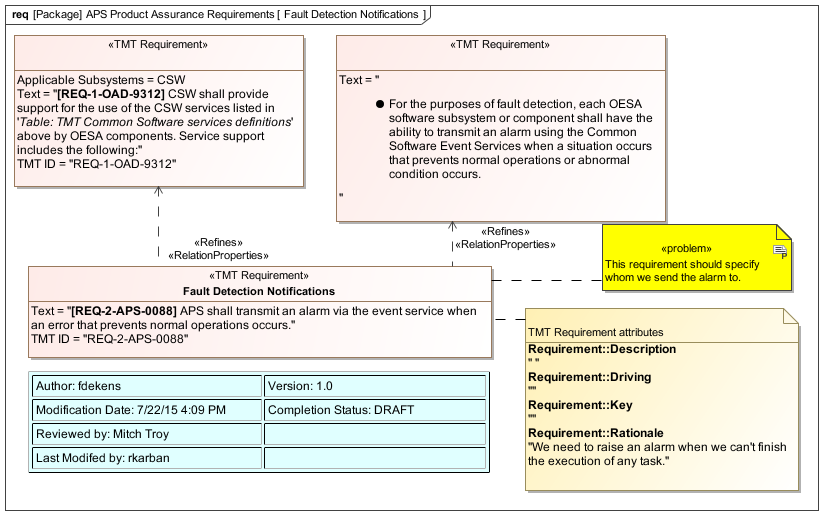 req [Package] APS Product Assurance Requirements [ Fault Detection Notifications ]
«TMT Requirement»
Applicable Subsystems = CSW
Text = "[REQ-1-OAD-9312] CSW shall provide
support for the use of the CSW services listed in
'Table: TMT Common Software services definitions'
above by OESA components. Service support
includes the following:"
TMT ID = "REQ-1-OAD-9312"
«TMT Requirement»
Text = "
● For the purposes of fault detection, each OESA
software subsystem or component shall have the
ability to transmit an alarm using the Common
Software Event Services when a situation occurs
that prevents normal operations or abnormal
condition occurs.
"
«Refines»
«RelationProperties»
«Refines»
«RelationProperties»
«problem»
This requirement should specify
whom we send the alarm to.
«TMT Requirement»
Fault Detection Notifications
Text = "[REQ-2-APS-0088] APS shall transmit an alarm via the event service when
an error that prevents normal operations occurs."
TMT ID = "REQ-2-APS-0088"
TMT Requirement attributes
Requirement::Description
" "
Requirement::Driving
""
Requirement::Key
""
Requirement::Rationale
"We need to raise an alarm when we can't finish
the execution of any task."
Author: fdekens Version: 1.0
Modification Date: 7/22/15 4:09 PM Completion Status: DRAFT
Reviewed by: Mitch Troy
Last Modifed by: rkarban